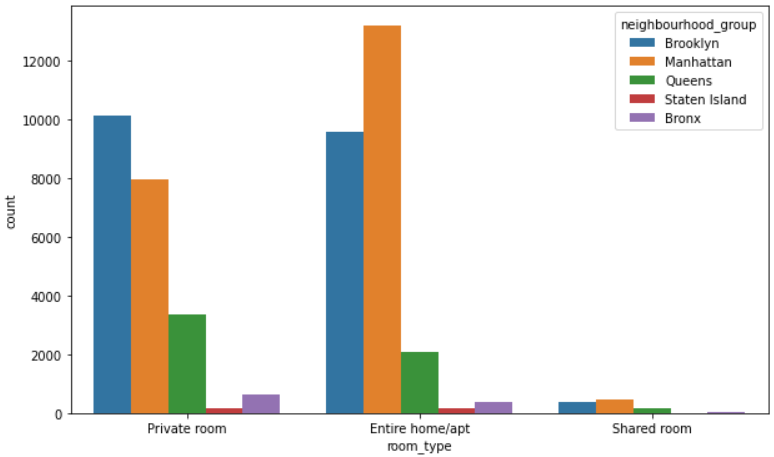 neighbourhood_group
Brooklyn
Manhattan
Queens
Staten Island
Bronx
12000
10000
8000
6000
4000
2000
0
count
Private room
Entire home/apt
Shared room
room_type